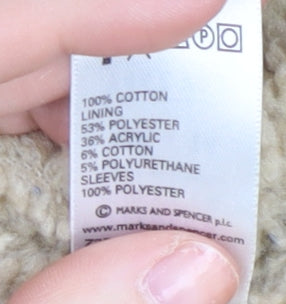 P
100% COTTON
LINING
53% POLYESTER
36% ACRYLIC
6% COTTON
5% POLYURETHANE
SLEEVES
100% POLYESTER
© MARKS AND SPENCER p.l.c.
www.marksandspencer.com